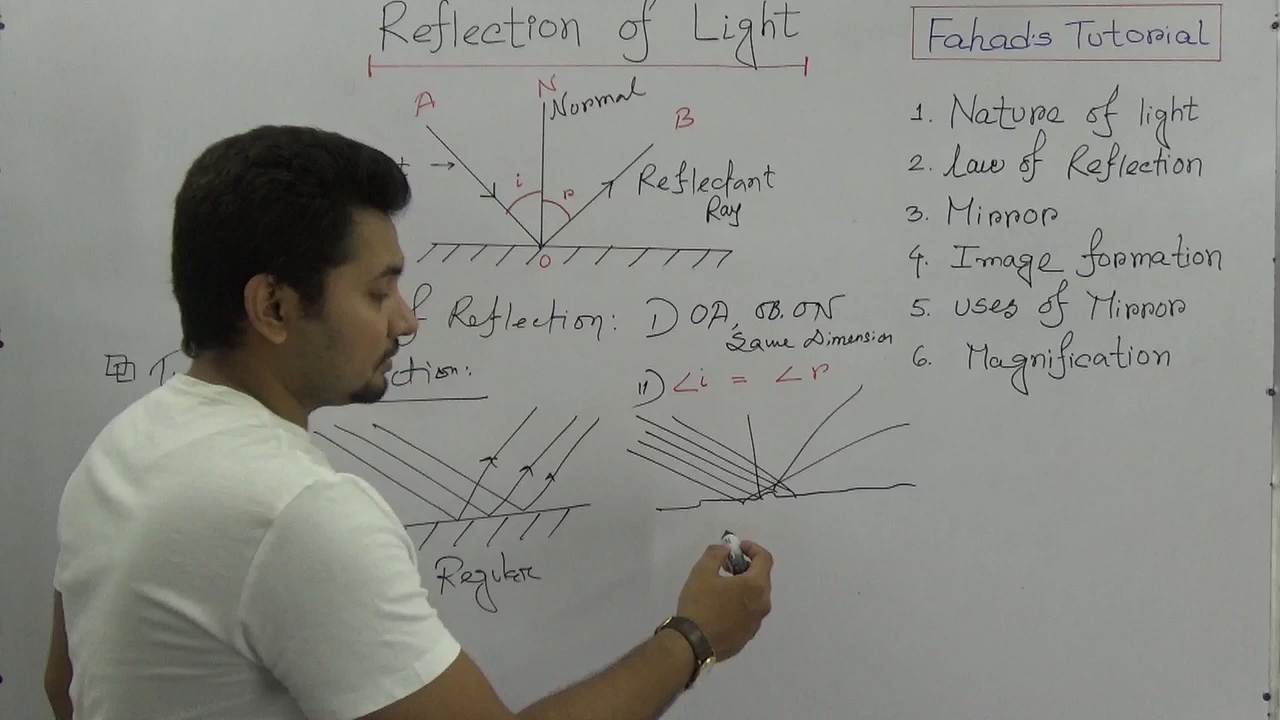 Reflection of Light
Fahad's Tutorial
1. Nature of light
2. Law of Reflection
3. Mirror
4. Image formation
5. Uses of Mirror
6. Magnification
A
N
Normal
B
i
r
Reflectant
Ray
O
of Reflection: I) OA, OB. ON
Same Dimension
II) ∠i = ∠r
Regular